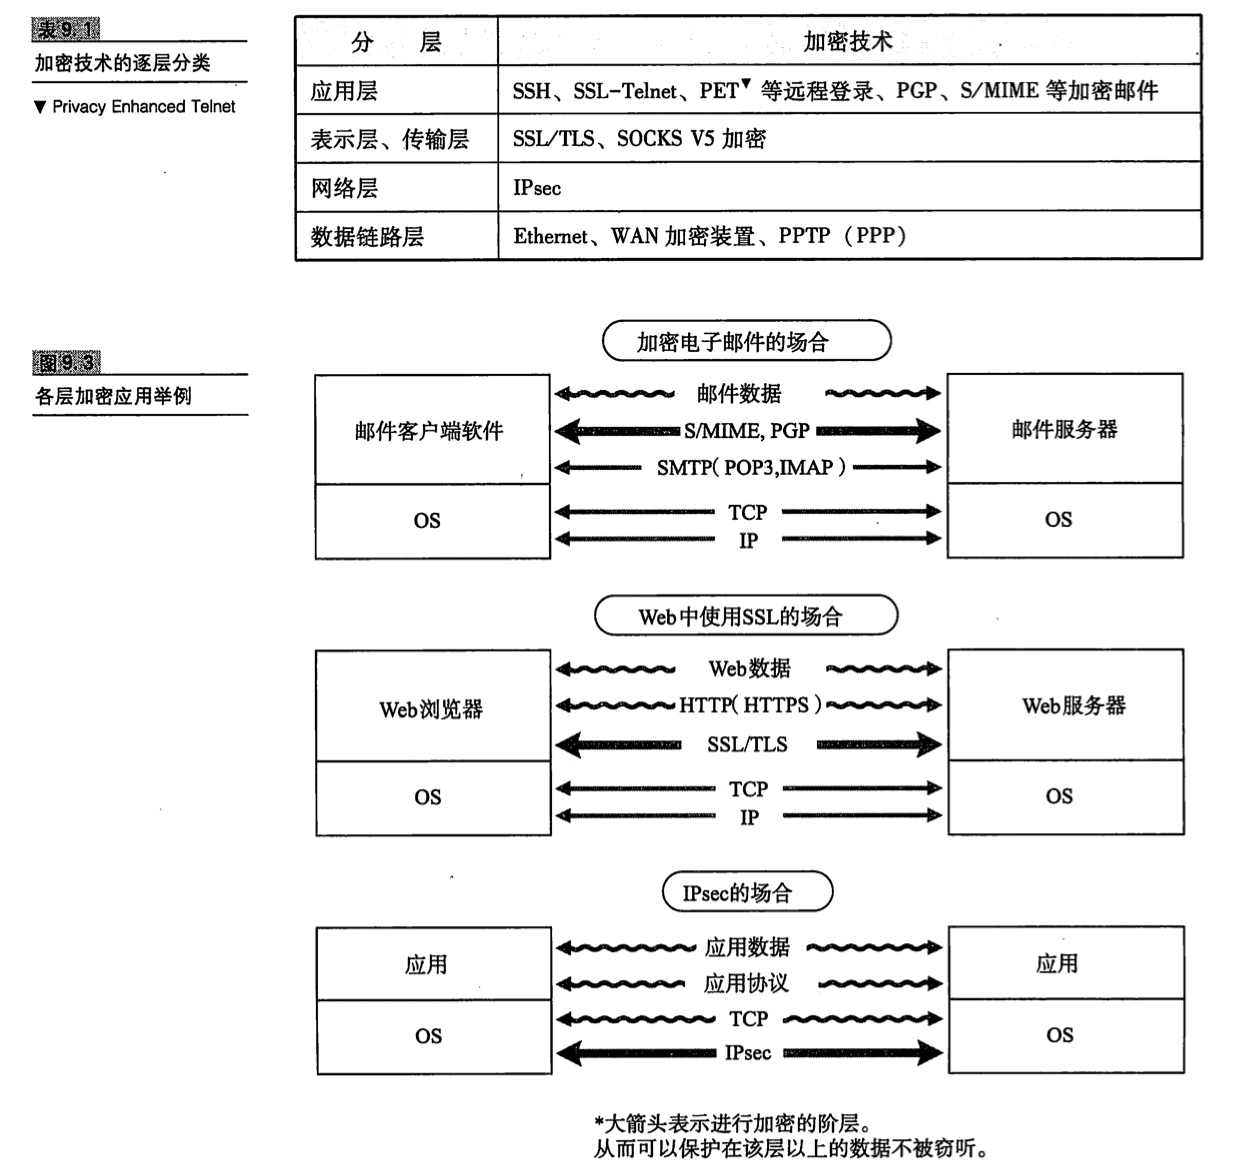 表9.1
加密技术的逐层分类
▼ Privacy Enhanced Telnet
分 层 加密技术
应用层 SSH、SSL-Telnet、PET▼ 等远程登录、PGP、S/MIME 等加密邮件
表示层、传输层 SSL/TLS、SOCKS V5 加密
网络层 IPsec
数据链路层 Ethernet、WAN 加密装置、PPTP（PPP）
图9.3
各层加密应用举例
加密电子邮件的场合
邮件客户端软件
OS
邮件数据
S/MIME, PGP
SMTP( POP3,IMAP )
TCP
IP
邮件服务器
OS
Web中使用SSL的场合
Web浏览器
OS
Web数据
HTTP( HTTPS )
SSL/TLS
TCP
IP
Web服务器
OS
IPsec的场合
应用
OS
应用数据
应用协议
TCP
IPsec
应用
OS
*大箭头表示进行加密的阶层。
从而可以保护在该层以上的数据不被窃听。